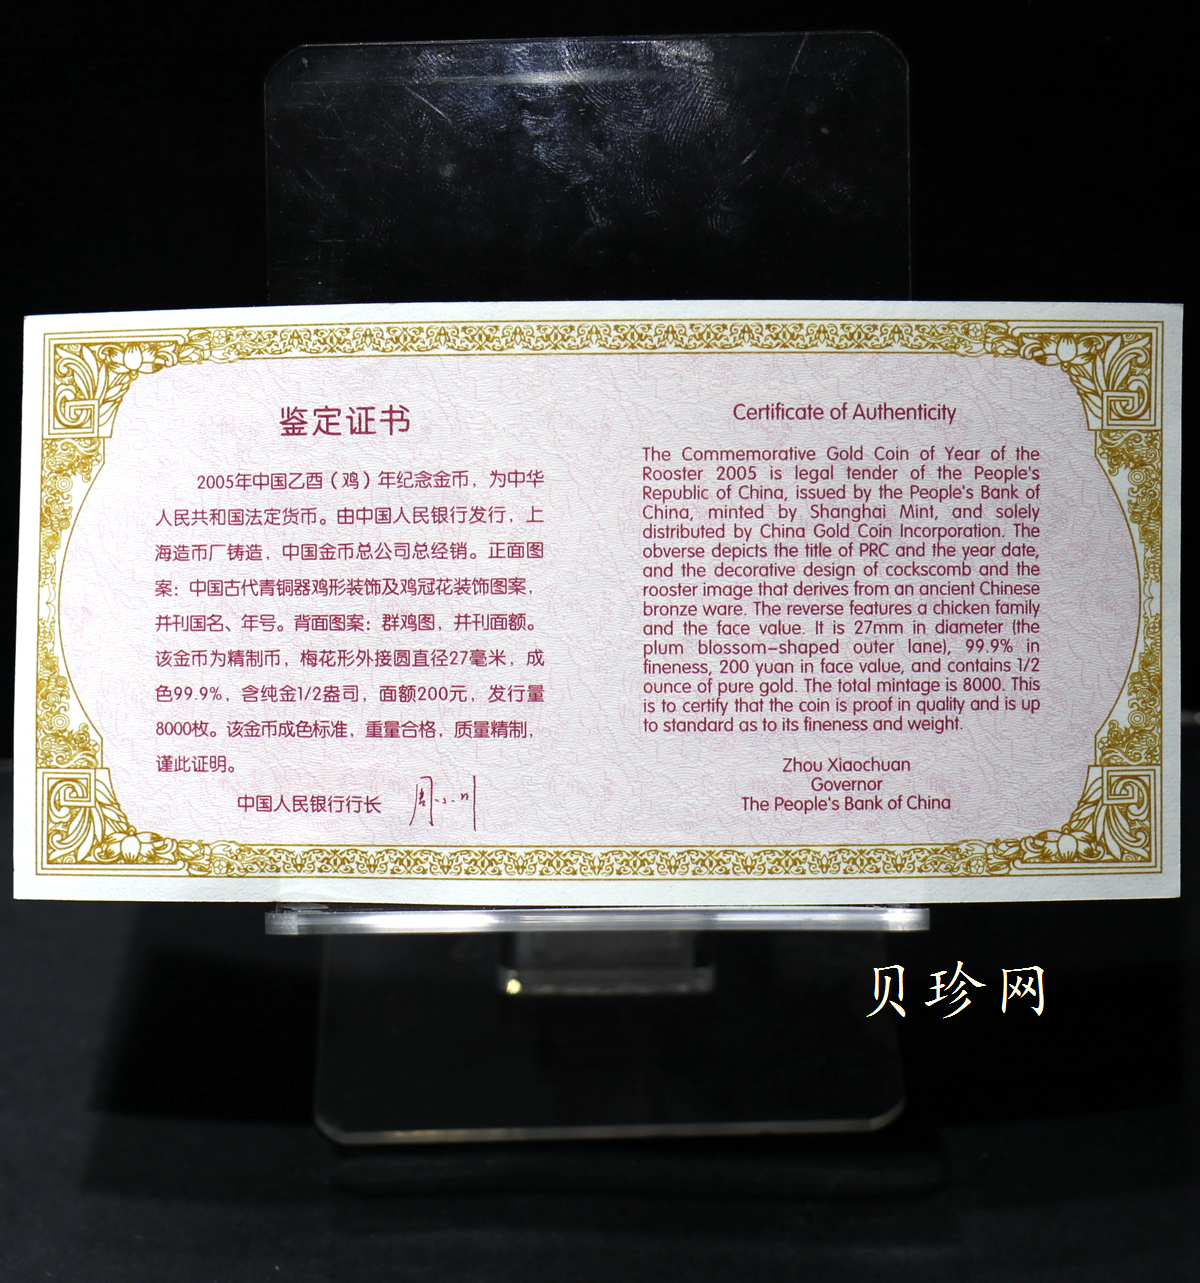 鉴定证书
2005年中国乙酉（鸡）年纪念金币，为中华
人民共和国法定货币。由中国人民银行发行，上
海造币厂铸造，中国金币总公司总经销。正面图
案：中国古代青铜器鸡形装饰及鸡冠花装饰图案，
并刊国名、年号。背面图案：群鸡图，并刊面额。
该金币为精制币，梅花形外接圆直径27毫米，成
色99.9%，含纯金1/2盎司，面额200元，发行量
8000枚。该金币成色标准，重量合格，质量精制，
谨此证明。
中国人民银行行长 周小川
Certificate of Authenticity
The Commemorative Gold Coin of Year of the
Rooster 2005 is legal tender of the People's
Republic of China, issued by the People's Bank of
China, minted by Shanghai Mint, and solely
distributed by China Gold Coin Incorporation. The
obverse depicts the title of PRC and the year date,
and the decorative design of cockscomb and the
rooster image that derives from an ancient Chinese
bronze ware. The reverse features a chicken family
and the face value. It is 27mm in diameter (the
plum blossom-shaped outer lane), 99.9% in
fineness, 200 yuan in face value, and contains 1/2
ounce of pure gold. The total mintage is 8000. This
is to certify that the coin is proof in quality and is up
to standard as to its fineness and weight.
Zhou Xiaochuan
Governor
The People's Bank of China
贝珍网